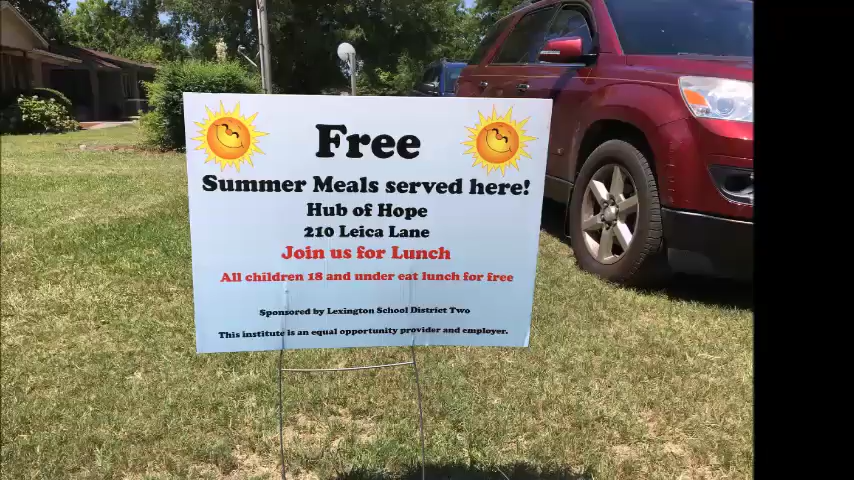 Free
Summer Meals served here!
Hub of Hope
210 Leica Lane
Join us for Lunch
All children 18 and under eat lunch for free
Sponsored by Lexington School District Two
This institute is an equal opportunity provider and employer.